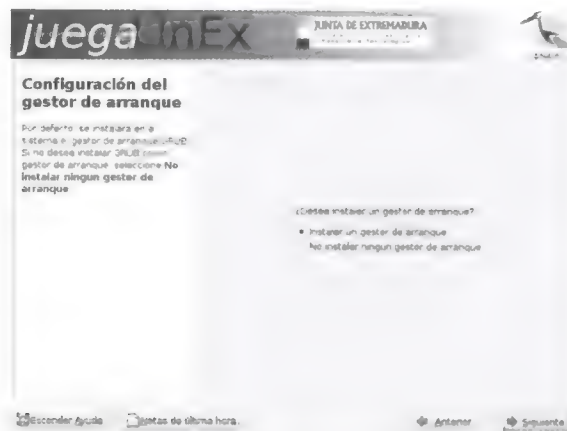 juega LinEx
JUNTA DE EXTREMADURA
Configuración del
gestor de arranque
Por defecto, se instalará en el
sistema el gestor de arranque GRUB.
Si no desea instalar GRUB como
gestor de arranque, seleccione No
instalar ningun gestor de
arranque
¿Desea instalar un gestor de arranque?
Instalar un gestor de arranque
No instalar ningun gestor de arranque
Esconder Ayuda
Notas de última hora.
Anterior
Siguiente